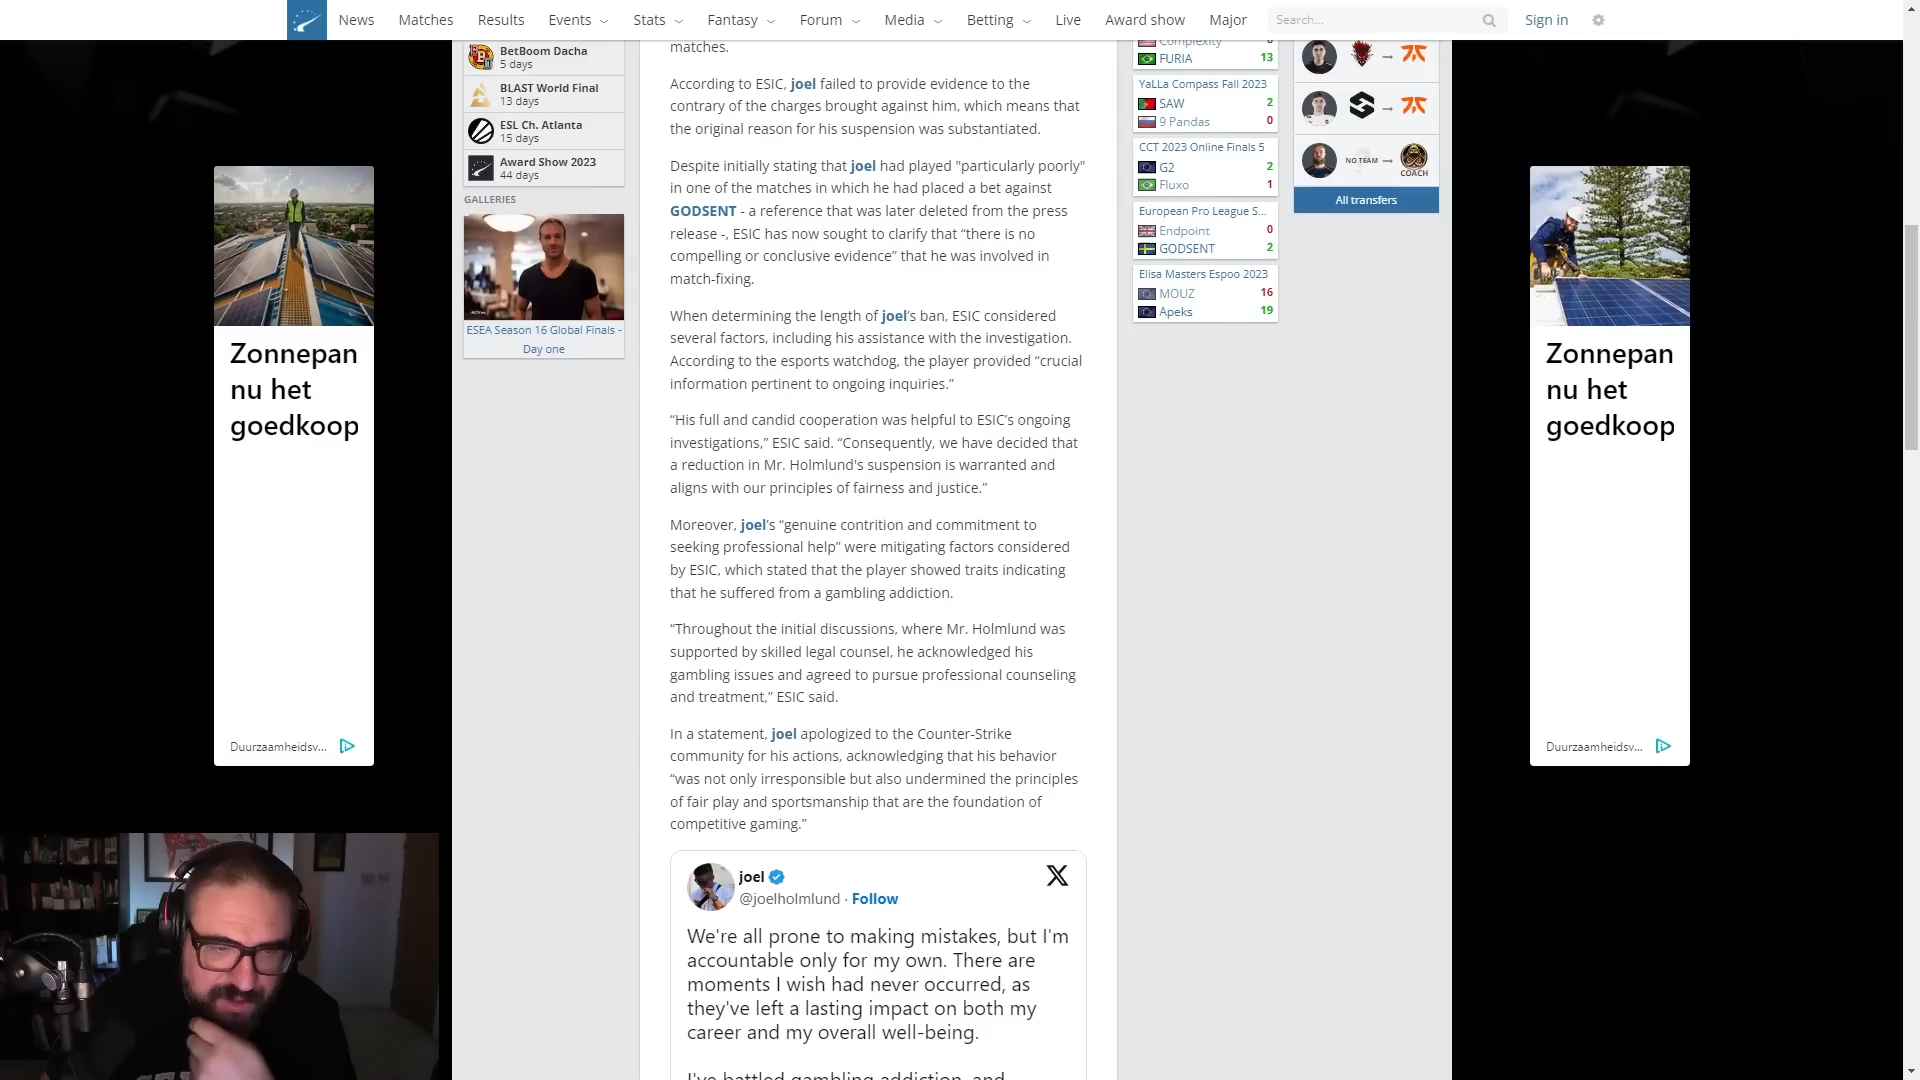 News Matches Results Events Stats Fantasy Forum Media Betting Live Award show Major Search... Sign in
BetBoom Dacha
5 days
BLAST World Final
13 days
ESL Ch. Atlanta
15 days
Award Show 2023
44 days
GALLERIES
ESEA Season 16 Global Finals -
Day one
matches.
According to ESIC, joel failed to provide evidence to the
contrary of the charges brought against him, which means that
the original reason for his suspension was substantiated.
Despite initially stating that joel had played "particularly poorly"
in one of the matches in which he had placed a bet against
GODSENT - a reference that was later deleted from the press
release -, ESIC has now sought to clarify that “there is no
compelling or conclusive evidence” that he was involved in
match-fixing.
When determining the length of joel’s ban, ESIC considered
several factors, including his assistance with the investigation.
According to the esports watchdog, the player provided “crucial
information pertinent to ongoing inquiries.”
“His full and candid cooperation was helpful to ESIC’s ongoing
investigations,” ESIC said. “Consequently, we have decided that
a reduction in Mr. Holmlund's suspension is warranted and
aligns with our principles of fairness and justice.”
Moreover, joel’s “genuine contrition and commitment to
seeking professional help” were mitigating factors considered
by ESIC, which stated that the player showed traits indicating
that he suffered from a gambling addiction.
“Throughout the initial discussions, where Mr. Holmlund was
supported by skilled legal counsel, he acknowledged his
gambling issues and agreed to pursue professional counseling
and treatment,” ESIC said.
In a statement, joel apologized to the Counter-Strike
community for his actions, acknowledging that his behavior
“was not only irresponsible but also undermined the principles
of fair play and sportsmanship that are the foundation of
competitive gaming.”
joel
@joelholmlund · Follow
We're all prone to making mistakes, but I'm
accountable only for my own. There are
moments I wish had never occurred, as
they've left a lasting impact on both my
career and my overall well-being.
I've battled gambling addiction, and
Complexity
FURIA 13
YaLLa Compass Fall 2023
SAW 2
9 Pandas 0
CCT 2023 Online Finals 5
G2 2
Fluxo 1
European Pro League S...
Endpoint 0
GODSENT 2
Elisa Masters Espoo 2023
MOUZ 16
Apeks 19
NO TEAM
COACH
All transfers
Zonnepan
nu het
goedkoop
Duurzaamheidsv...
Zonnepan
nu het
goedkoop
Duurzaamheidsv...